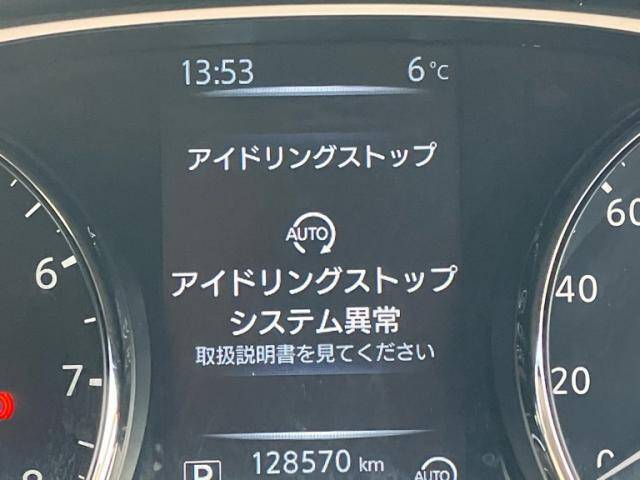 13:53 6°C
アイドリングストップ
AUTO
アイドリングストップ
システム異常
取扱説明書を見てください
6
7
8
60
40
20
0
P 128570 km AUTO